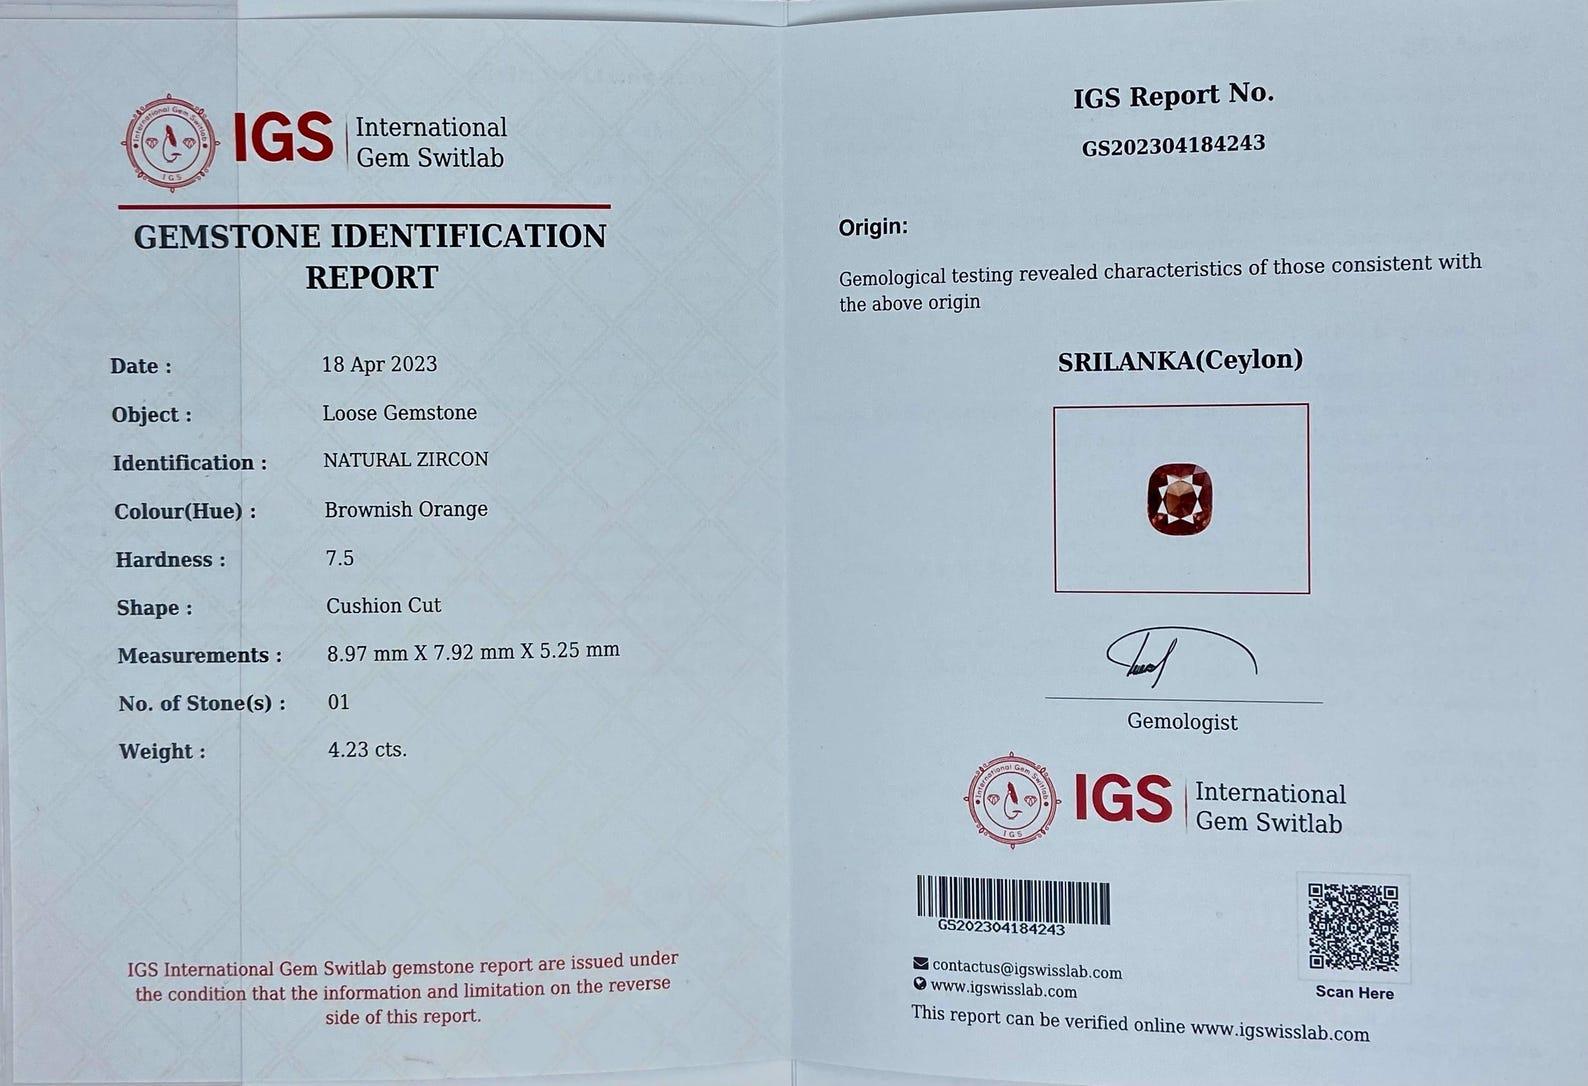 IGS
International
Gem Switlab
GEMSTONE IDENTIFICATION
REPORT
Date : 18 Apr 2023
Object : Loose Gemstone
Identification : NATURAL ZIRCON
Colour(Hue) : Brownish Orange
Hardness : 7.5
Shape : Cushion Cut
Measurements : 8.97 mm X 7.92 mm X 5.25 mm
No. of Stone(s) : 01
Weight : 4.23 cts.
IGS International Gem Switlab gemstone report are issued under
the condition that the information and limitation on the reverse
side of this report.
IGS Report No.
GS202304184243
Origin:
Gemological testing revealed characteristics of those consistent with
the above origin
SRILANKA(Ceylon)
Gemologist
International Gem Switlab
IGS
IGS
International
Gem Switlab
GS202304184243
contactus@igswisslab.com
www.igswisslab.com
Scan Here
This report can be verified online www.igswisslab.com